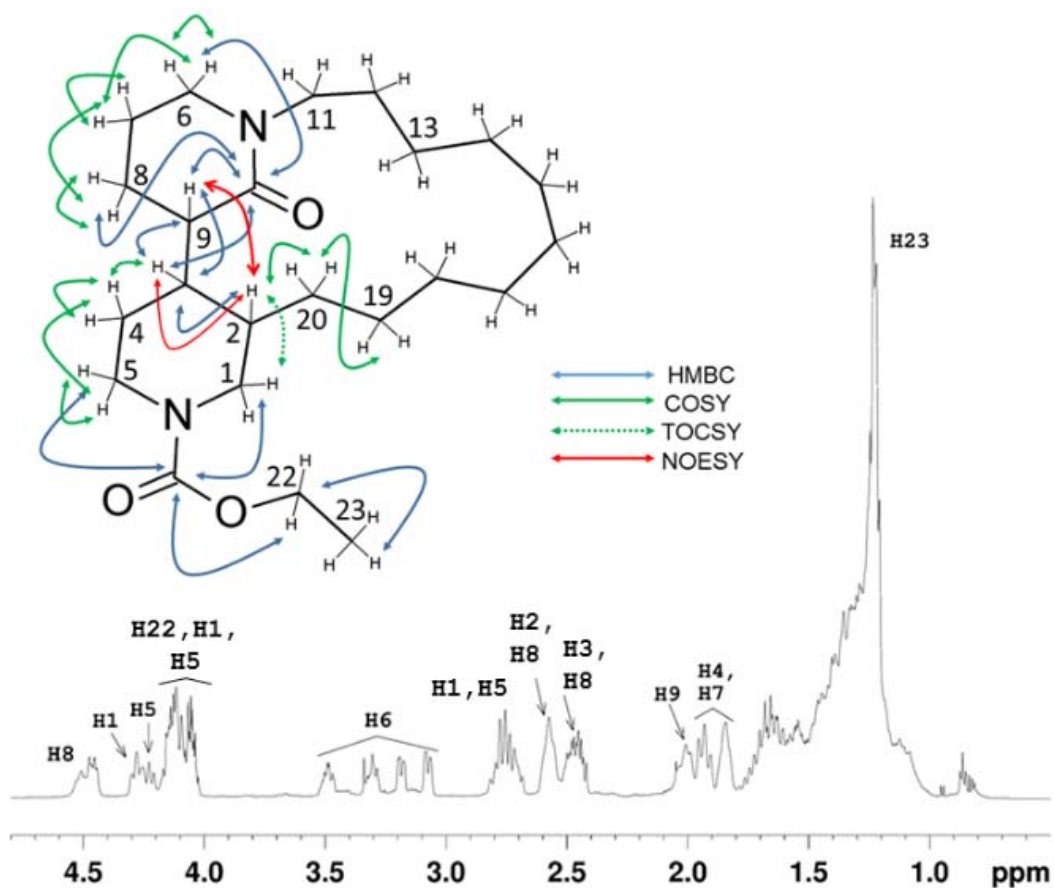 H H H H H H
H 6 N 11 13 H H
H H H H
H 8 H O H H
H 9
H H H H H H
H H 19 H H
H 4 2 20 H H
H 5 1 H
H N H
HMBC
COSY
TOCSY
NOESY
O O 22 H
H 23 H
H H
H23
H22,H1,
H5
H2,
H8
H3,
H8
H1,H5
H4,
H7
H9
H6
H1
H5
H8
4.5 4.0 3.5 3.0 2.5 2.0 1.5 1.0 ppm